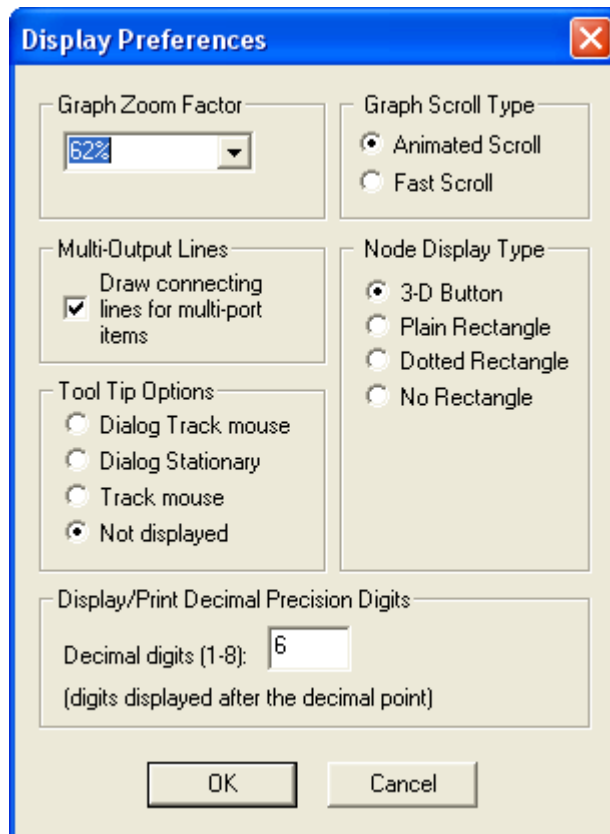 Display Preferences
Graph Zoom Factor
62%
Graph Scroll Type
Animated Scroll
Fast Scroll
Multi-Output Lines
Draw connecting
lines for multi-port
items
Node Display Type
3-D Button
Plain Rectangle
Dotted Rectangle
No Rectangle
Tool Tip Options
Dialog Track mouse
Dialog Stationary
Track mouse
Not displayed
Display/Print Decimal Precision Digits
Decimal digits (1-8): 6
(digits displayed after the decimal point)
OK
Cancel